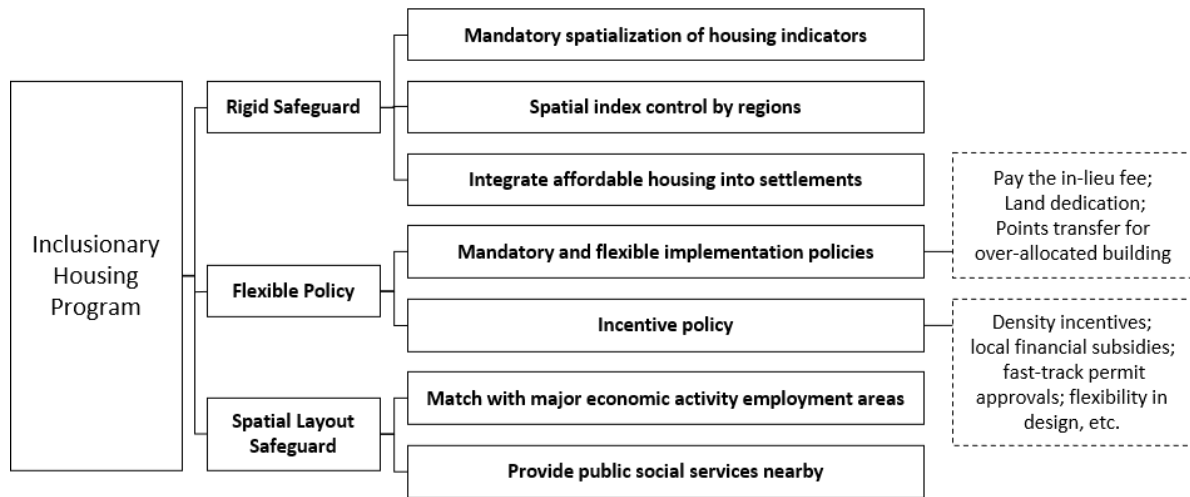 Inclusionary
Housing
Program
Rigid Safeguard
Mandatory spatialization of housing indicators
Spatial index control by regions
Integrate affordable housing into settlements
Flexible Policy
Mandatory and flexible implementation policies
Pay the in-lieu fee;
Land dedication;
Points transfer for
over-allocated building
Incentive policy
Density incentives;
local financial subsidies;
fast-track permit
approvals; flexibility in
design, etc.
Spatial Layout
Safeguard
Match with major economic activity employment areas
Provide public social services nearby